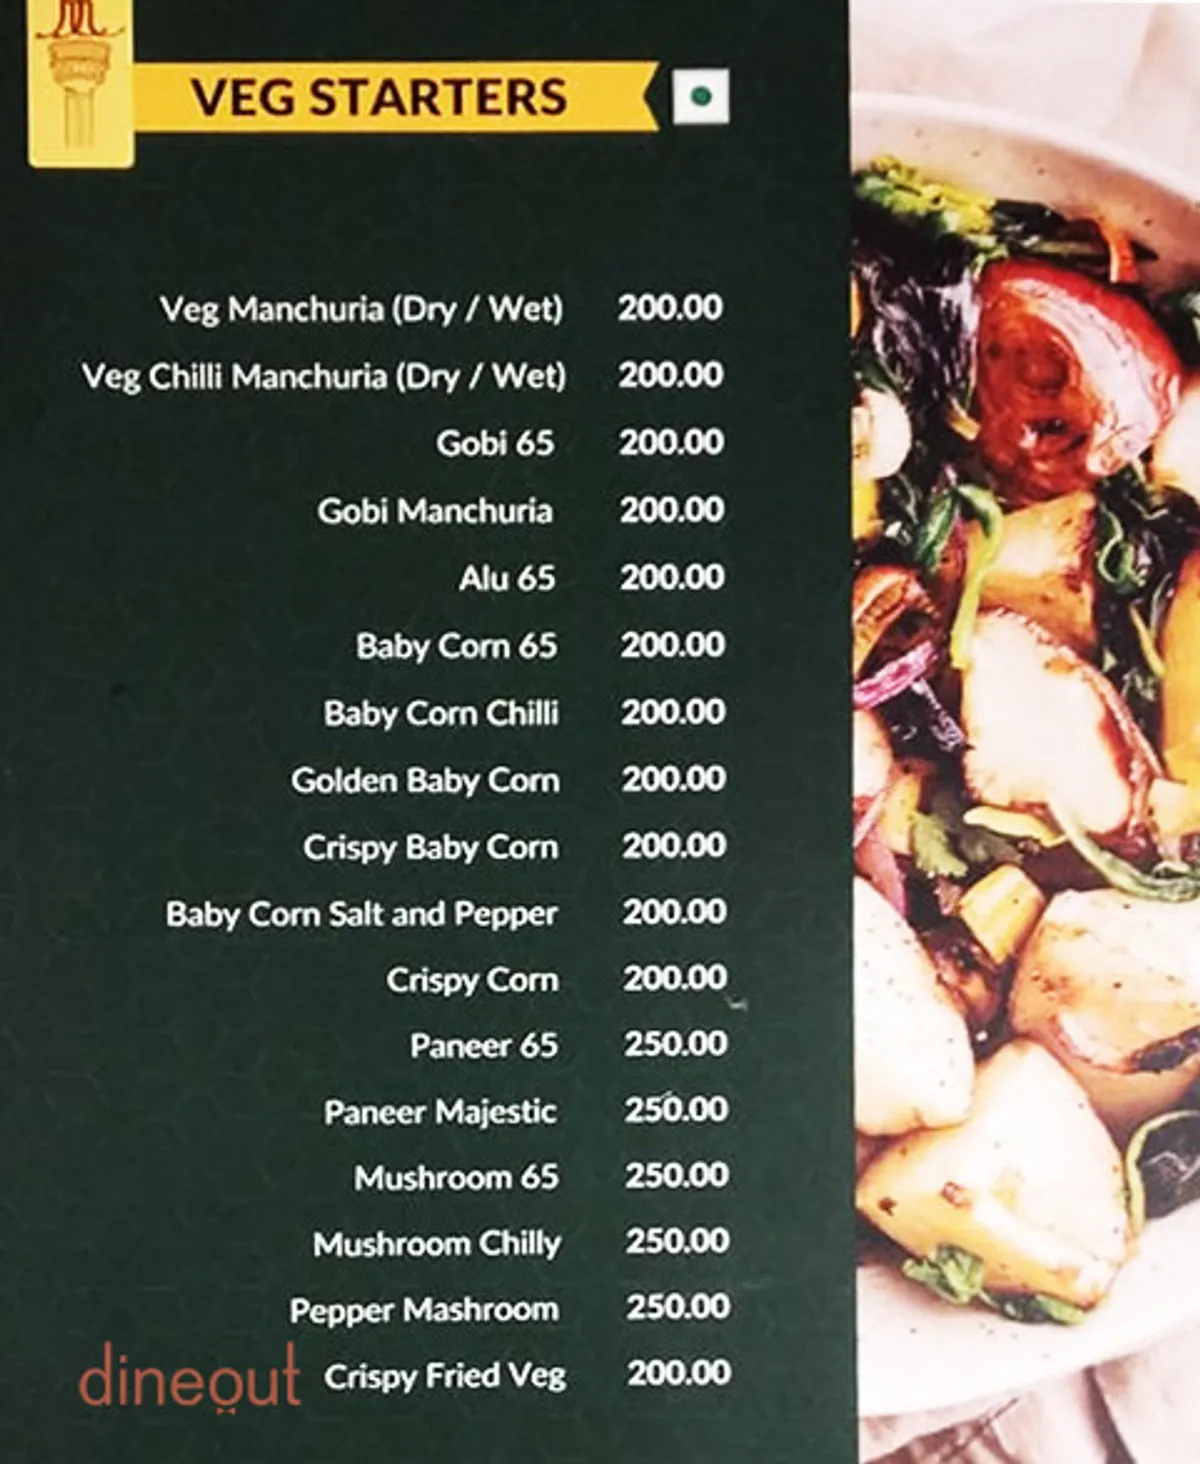 VEG STARTERS
Veg Manchuria (Dry / Wet) 200.00
Veg Chilli Manchuria (Dry / Wet) 200.00
Gobi 65 200.00
Gobi Manchuria 200.00
Alu 65 200.00
Baby Corn 65 200.00
Baby Corn Chilli 200.00
Golden Baby Corn 200.00
Crispy Baby Corn 200.00
Baby Corn Salt and Pepper 200.00
Crispy Corn 200.00
Paneer 65 250.00
Paneer Majestic 250.00
Mushroom 65 250.00
Mushroom Chilly 250.00
Pepper Mashroom 250.00
Crispy Fried Veg 200.00
dineout